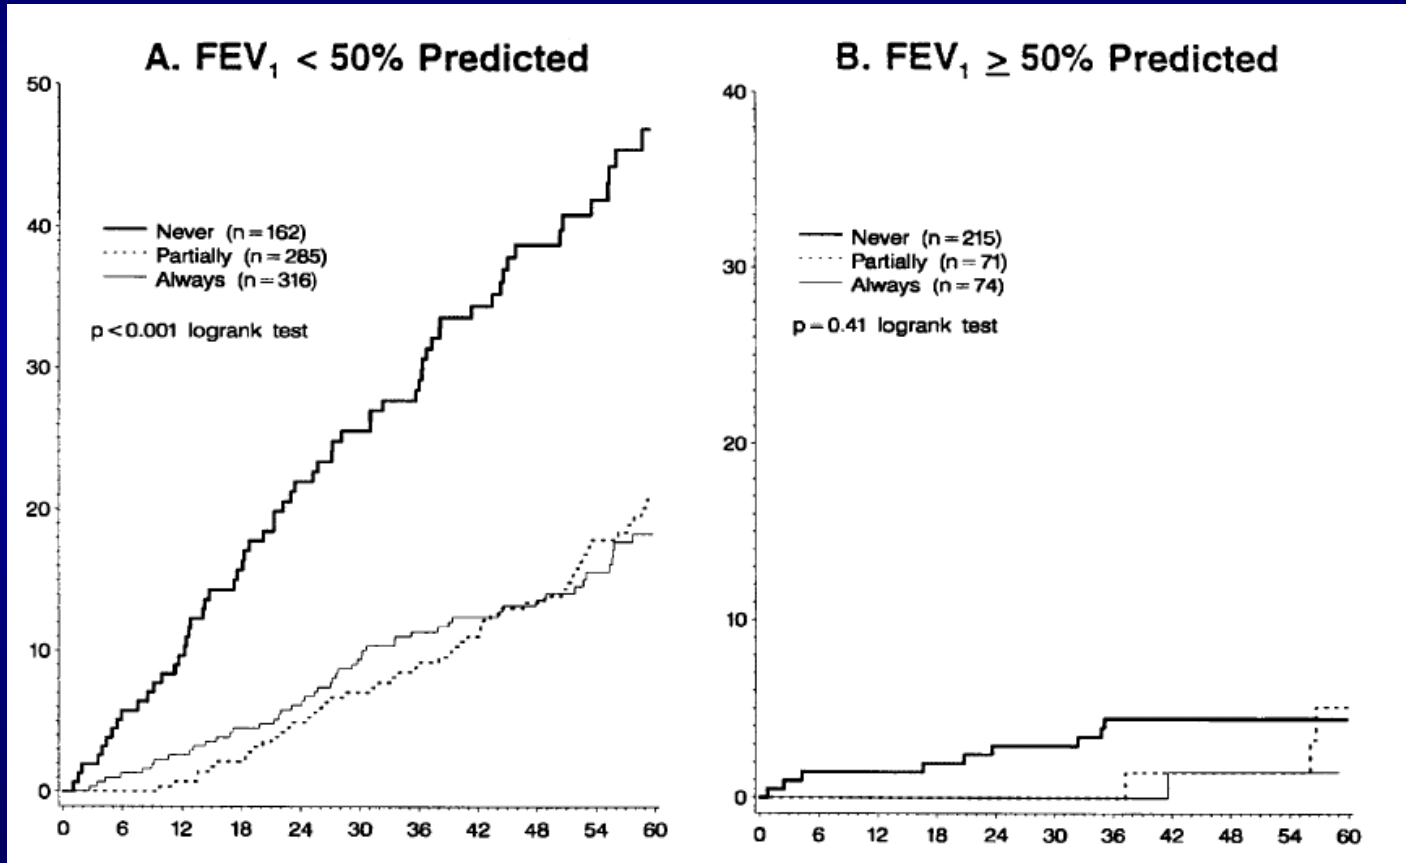 A. FEV₁ < 50% Predicted
50
40
30
20
10
0
Never (n=162)
Partially (n=285)
Always (n=316)
p<0.001 logrank test
0 6 12 18 24 30 36 42 48 54 60
B. FEV₁ ≥ 50% Predicted
40
30
20
10
0
Never (n=215)
Partially (n=71)
Always (n=74)
p=0.41 logrank test
0 6 12 18 24 30 36 42 48 54 60